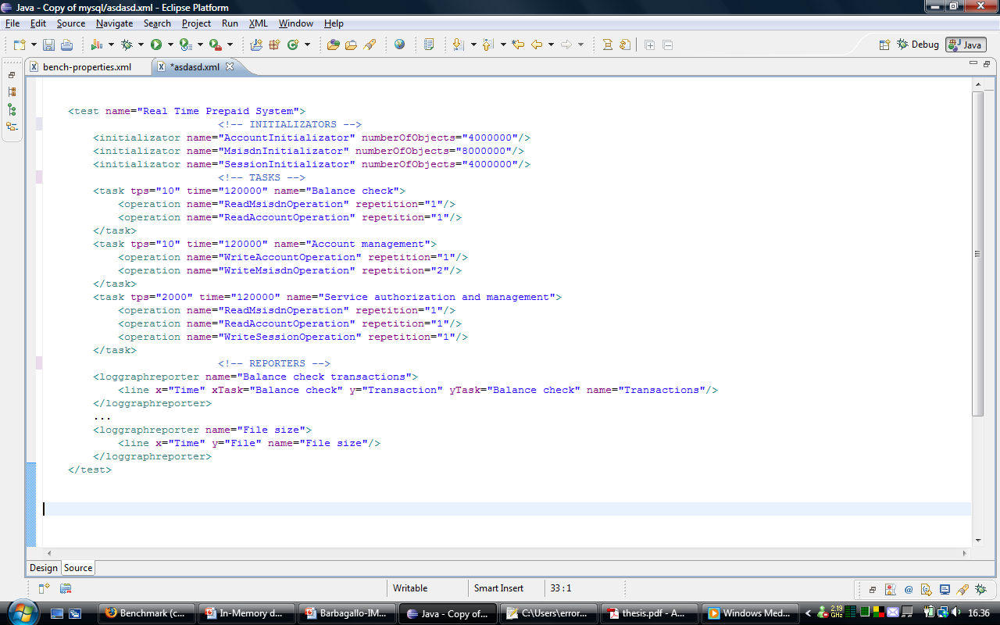 Java - Copy of mysql/asdasd.xml - Eclipse Platform
File Edit Source Navigate Search Project Run XML Window Help
Debug Java
bench-properties.xml *asdasd.xml
<test name="Real Time Prepaid System">
<!-- INITIALIZATORS -->
<initializator name="AccountInitializator" numberOfObjects="4000000"/>
<initializator name="MsisdnInitializator" numberOfObjects="8000000"/>
<initializator name="SessionInitializator" numberOfObjects="4000000"/>
<!-- TASKS -->
<task tps="10" time="120000" name="Balance check">
<operation name="ReadMsisdnOperation" repetition="1"/>
<operation name="ReadAccountOperation" repetition="1"/>
</task>
<task tps="10" time="120000" name="Account management">
<operation name="WriteAccountOperation" repetition="1"/>
<operation name="WriteMsisdnOperation" repetition="2"/>
</task>
<task tps="2000" time="120000" name="Service authorization and management">
<operation name="ReadMsisdnOperation" repetition="1"/>
<operation name="ReadAccountOperation" repetition="1"/>
<operation name="WriteSessionOperation" repetition="1"/>
</task>
<!-- REPORTERS -->
<loggraphreporter name="Balance check transactions">
<line x="Time" xTask="Balance check" y="Transaction" yTask="Balance check" name="Transactions"/>
</loggraphreporter>
...
<loggraphreporter name="File size">
<line x="Time" y="File" name="File size"/>
</loggraphreporter>
</test>
Design Source
Writable Smart Insert 33 : 1
Benchmark (c... In-Memory d... Barbagallo-IM... Java - Copy of... C:\Users\error... thesis.pdf - A... Windows Med... 2.19 GHz 16.36